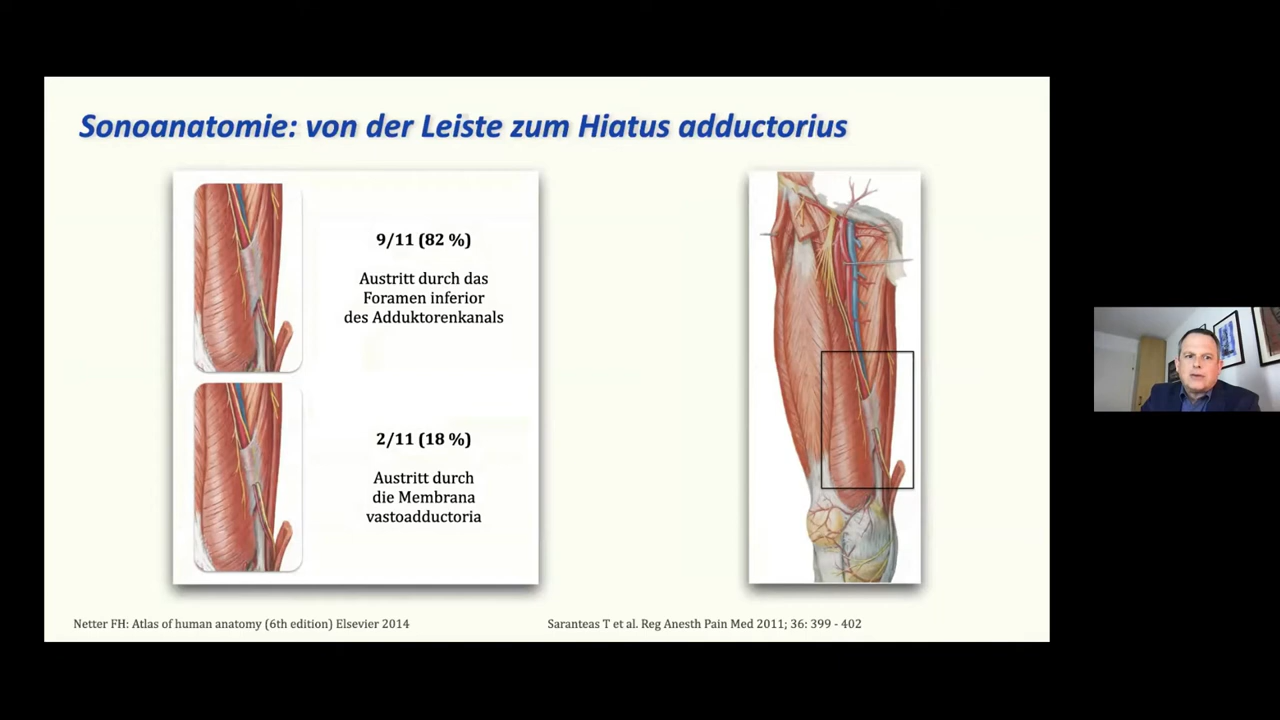 Sonoanatomie: von der Leiste zum Hiatus adductorius
9/11 (82 %)
Austritt durch das
Foramen inferior
des Adduktorenkanals
2/11 (18 %)
Austritt durch
die Membrana
vastoadductoria
Netter FH: Atlas of human anatomy (6th edition) Elsevier 2014
Saranteas T et al. Reg Anesth Pain Med 2011; 36: 399 - 402